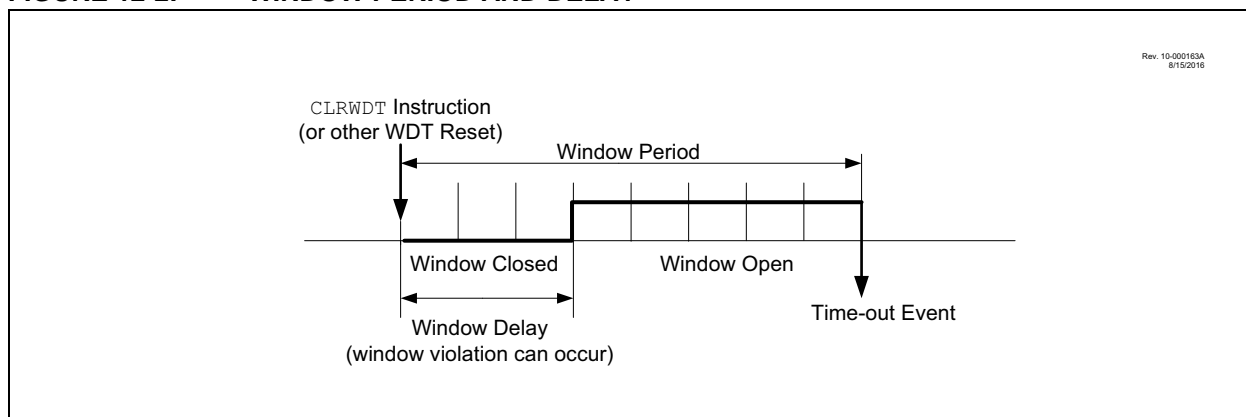 Rev. 10-000163A
8/15/2016
CLRWDT Instruction
(or other WDT Reset)
Window Period
Window Closed
Window Open
Window Delay
(window violation can occur)
Time-out Event